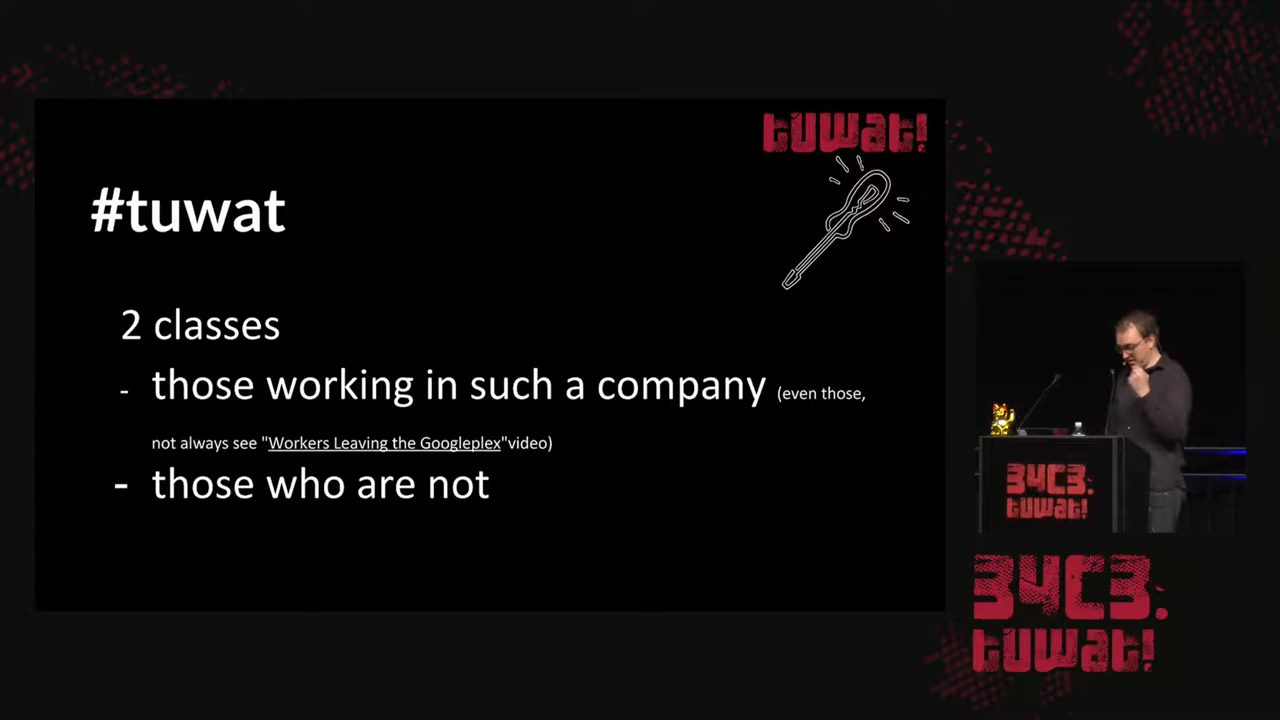 tuwat!
#tuwat
2 classes
- those working in such a company (even those,
not always see "Workers Leaving the Googleplex"video)
- those who are not
34C3.
tuwat!
34C3.
tuwat!